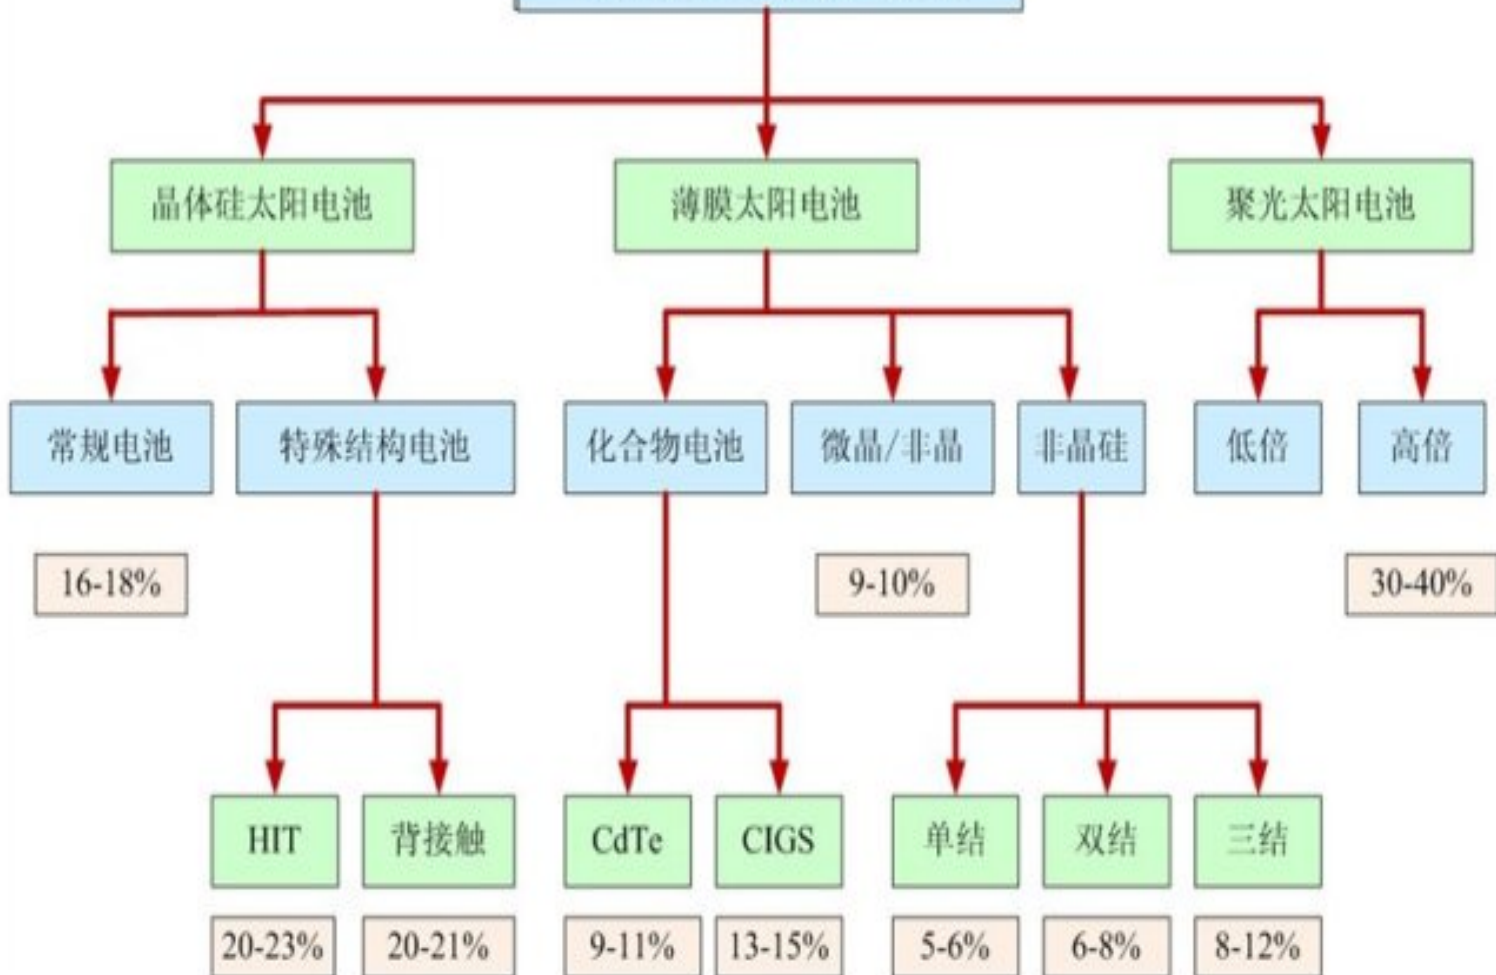 晶体硅太阳电池 薄膜太阳电池 聚光太阳电池
常规电池 特殊结构电池 化合物电池 微晶/非晶 非晶硅 低倍 高倍
16-18% 9-10% 30-40%
HIT 背接触 CdTe CIGS 单结 双结 三结
20-23% 20-21% 9-11% 13-15% 5-6% 6-8% 8-12%